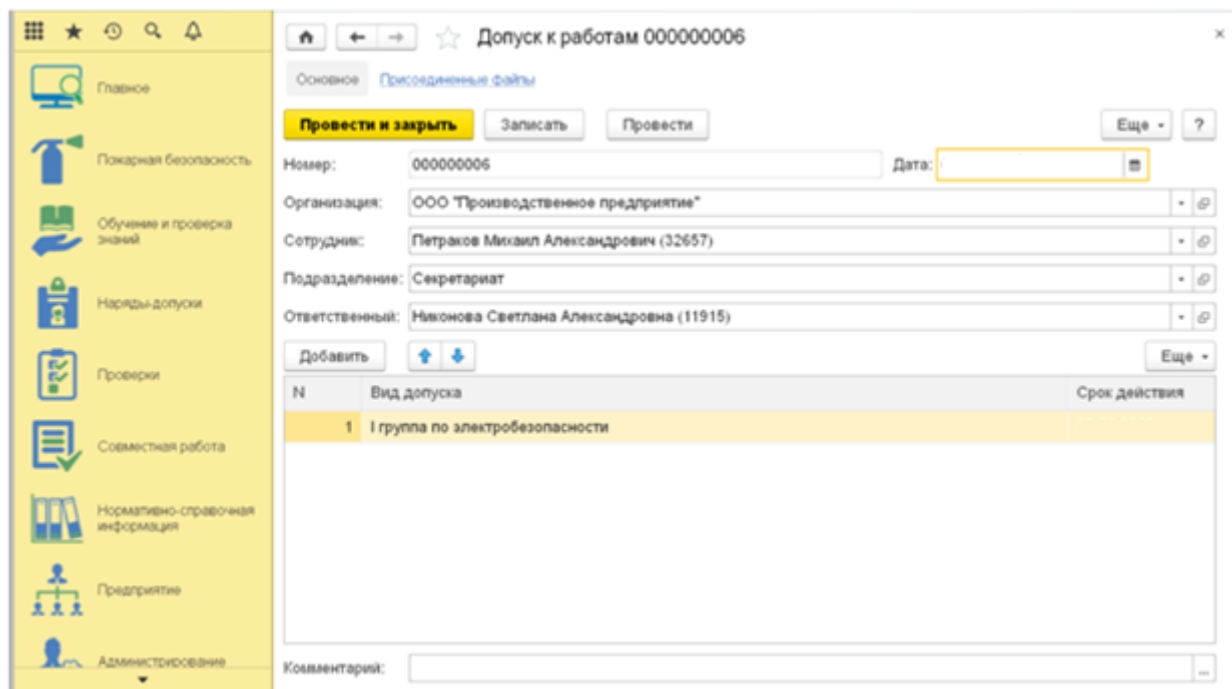 Допуск к работам 000000006
Основное Присоединенные файлы
Провести и закрыть Записать Провести Еще ?
Номер: 000000006 Дата:
Организация: ООО "Производственное предприятие"
Сотрудник: Петраков Михаил Александрович (32657)
Подразделение: Секретариат
Ответственный: Никонова Светлана Александровна (11915)
Добавить Еще
N Вид допуска Срок действия
1 I группа по электробезопасности
Комментарий: ...
Главное
Пожарная безопасность
Обучение и проверка
знаний
Наряды-допуски
Проверки
Совместная работа
Нормативно-справочная
информация
Предприятие
Администрирование